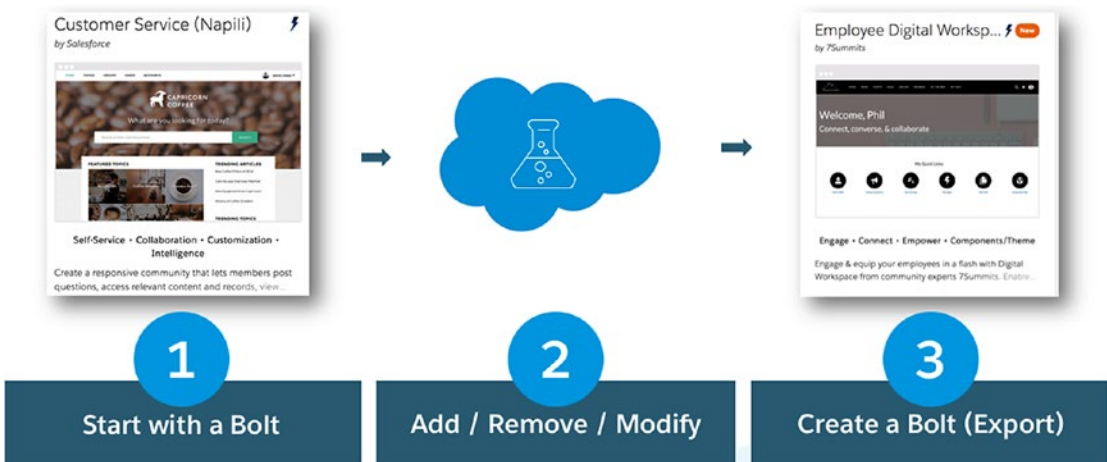 Customer Service (Napili)
by Salesforce
CAPRICORN
COFFEE
What are you looking for today?
FEATURED TOPICS
TRENDING ARTICLES
TRENDING TOPICS
Self-Service • Collaboration • Customization •
Intelligence
Create a responsive community that lets members post
questions, access relevant content and records, view...
Employee Digital Worksp... New
by 7Summits
Welcome, Phil
Connect, converse, & collaborate
My Quick Links
Engage • Connect • Empower • Components/Theme
Engage & equip your employees in a flash with Digital
Workspace from community experts 7Summits. Enable...
1
Start with a Bolt
2
Add / Remove / Modify
3
Create a Bolt (Export)